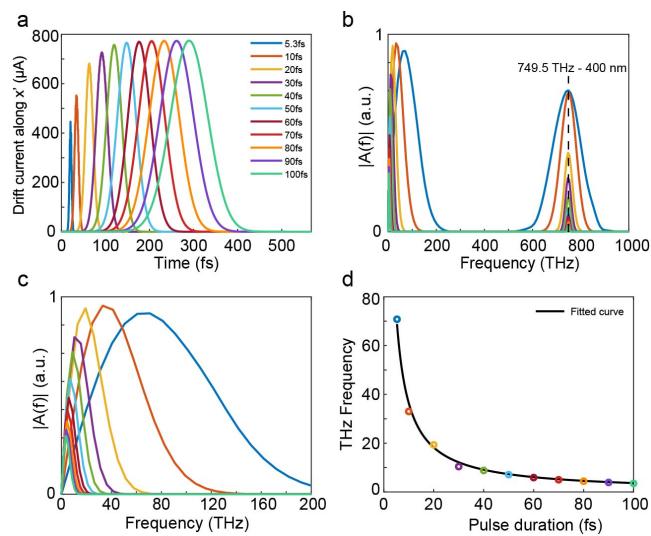 a
Drift current along x' (μA)
800
600
400
200
0
0 100 200 300 400 500
Time (fs)
5.3fs
10fs
20fs
30fs
40fs
50fs
60fs
70fs
80fs
90fs
100fs
b
|A(f)| (a.u.)
1
0
749.5 THz - 400 nm
0 200 400 600 800 1000
Frequency (THz)
c
|A(f)| (a.u.)
1
0
0 40 80 120 160 200
Frequency (THz)
d
THz Frequency
80
60
40
20
0
Fitted curve
0 20 40 60 80 100
Pulse duration (fs)